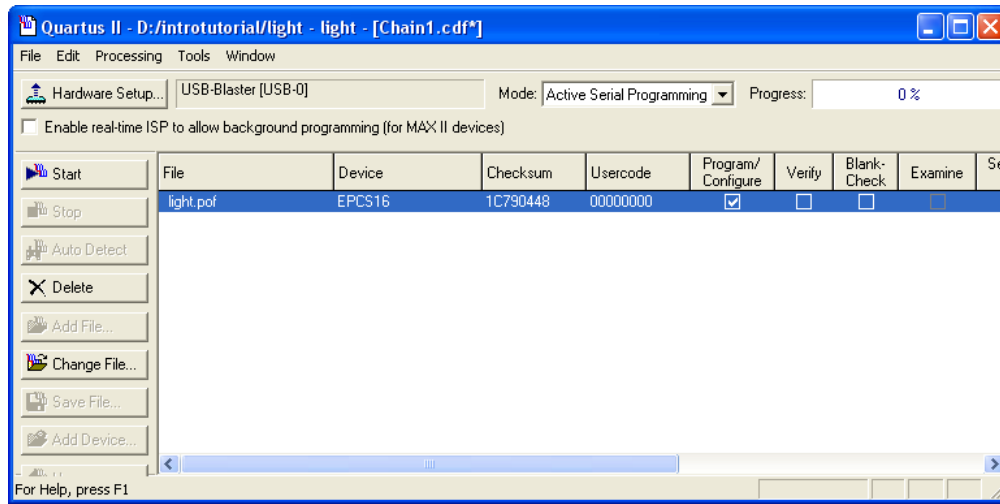 Quartus II - D:/introtutorial/light - light - [Chain1.cdf*]
File Edit Processing Tools Window
Hardware Setup... USB-Blaster [USB-0] Mode: Active Serial Programming Progress: 0 %
Enable real-time ISP to allow background programming (for MAX II devices)
Start
Stop
Auto Detect
Delete
Add File...
Change File...
Save File...
Add Device...
File Device Checksum Usercode Program/ Configure Verify Blank- Check Examine
light.pof EPCS16 1C790448 00000000
For Help, press F1